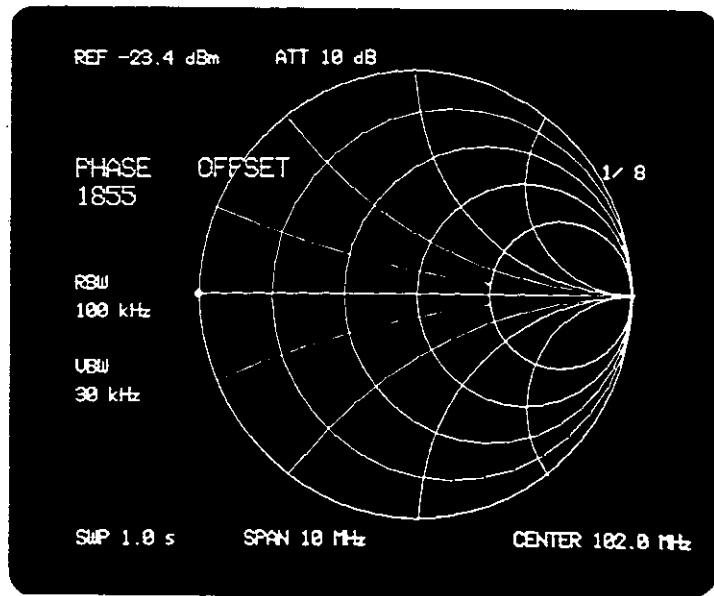 REF -23.4 dBm ATT 10 dB
PHASE OFFSET
1855
1/ 8
RBW
100 kHz
VBW
30 kHz
SWP 1.0 s SPAN 10 MHz CENTER 102.0 MHz